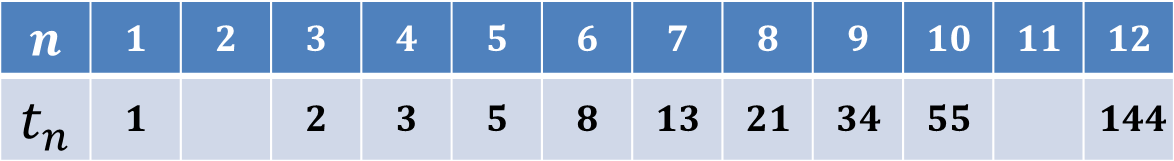 n 1 2 3 4 5 6 7 8 9 10 11 12
tₙ 1 2 3 5 8 13 21 34 55 144